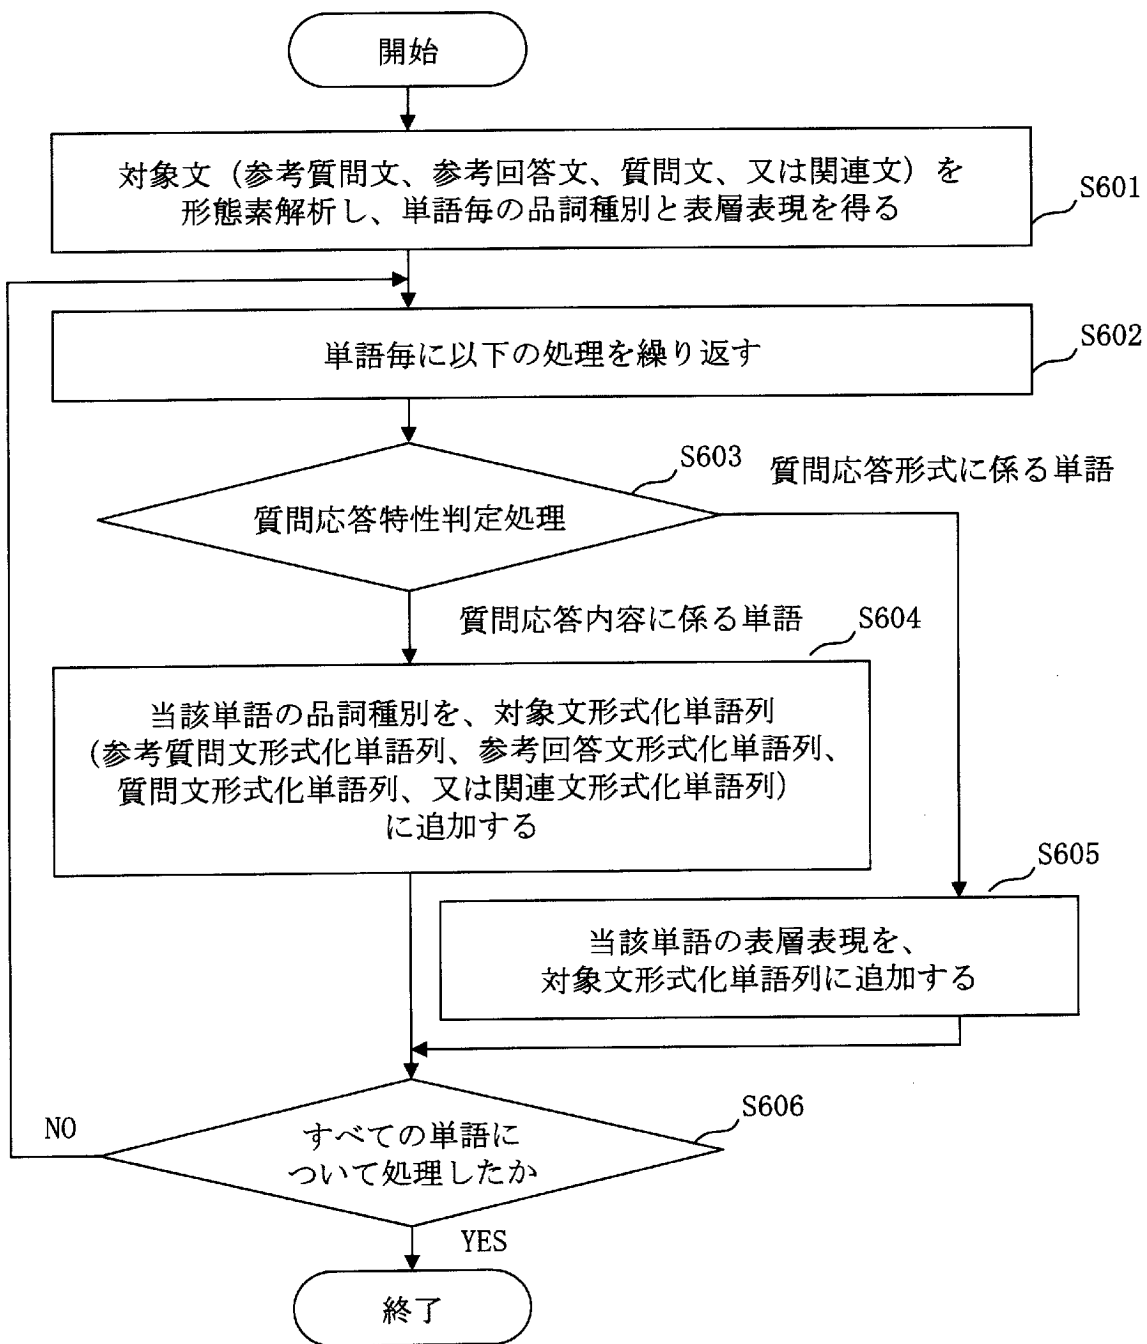 開始
対象文（参考質問文、参考回答文、質問文、又は関連文）を
形態素解析し、単語毎の品詞種別と表層表現を得る
S601
単語毎に以下の処理を繰り返す
S602
S603
質問応答形式に係る単語
質問応答特性判定処理
質問応答内容に係る単語
S604
当該単語の品詞種別を、対象文形式化単語列
（参考質問文形式化単語列、参考回答文形式化単語列、
質問文形式化単語列、又は関連文形式化単語列）
に追加する
S605
当該単語の表層表現を、
対象文形式化単語列に追加する
S606
NO
すべての単語に
ついて処理したか
YES
終了